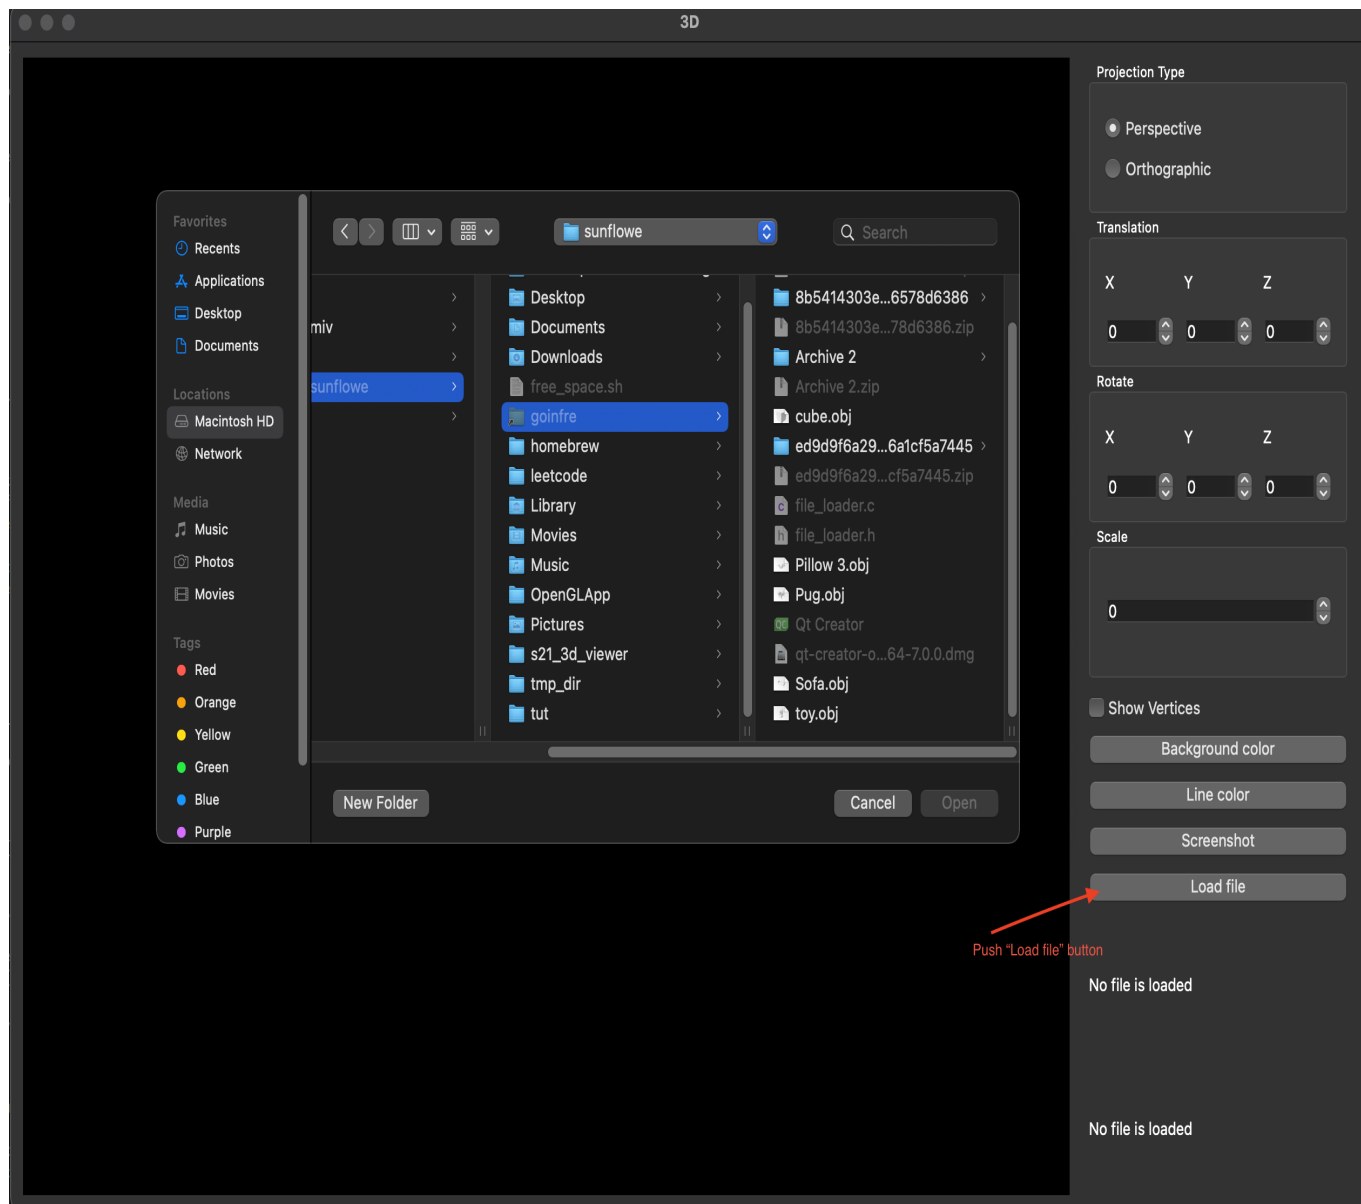 3D
Projection Type
Perspective
Orthographic
Translation
X Y Z
0 0 0
Rotate
X Y Z
0 0 0
Scale
0
Show Vertices
Background color
Line color
Screenshot
Load file
Push “Load file” button
No file is loaded
No file is loaded
Favorites
Recents
Applications
Desktop
Documents
Locations
Macintosh HD
Network
Media
Music
Photos
Movies
Tags
Red
Orange
Yellow
Green
Blue
Purple
sunflowe
Search
miv
sunflowe
Desktop
Documents
Downloads
free_space.sh
goinfre
homebrew
leetcode
Library
Movies
Music
OpenGLApp
Pictures
s21_3d_viewer
tmp_dir
tut
8b5414303e...6578d6386
8b5414303e...78d6386.zip
Archive 2
Archive 2.zip
cube.obj
ed9d9f6a29...6a1cf5a7445
ed9d9f6a29...cf5a7445.zip
file_loader.c
file_loader.h
Pillow 3.obj
Pug.obj
Qt Creator
qt-creator-o...64-7.0.0.dmg
Sofa.obj
toy.obj
New Folder
Cancel
Open